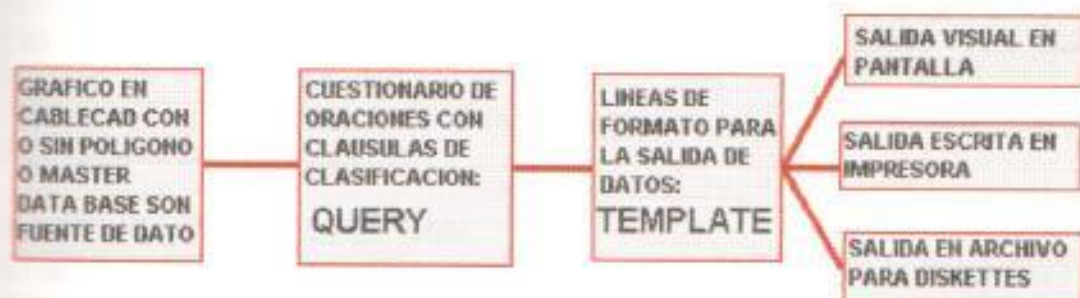 GRAFICO EN
CABLECAD CON
O SIN POLIGONO
O MASTER
DATA BASE SON
FUENTE DE DATO
CUESTIONARIO DE
ORACIONES CON
CLAUSULAS DE
CLASIFICACION:
QUERY
LINEAS DE
FORMATO PARA
LA SALIDA DE
DATOS:
TEMPLATE
SALIDA VISUAL EN
PANTALLA
SALIDA ESCRITA EN
IMPRESORA
SALIDA EN ARCHIVO
PARA DISKETTES